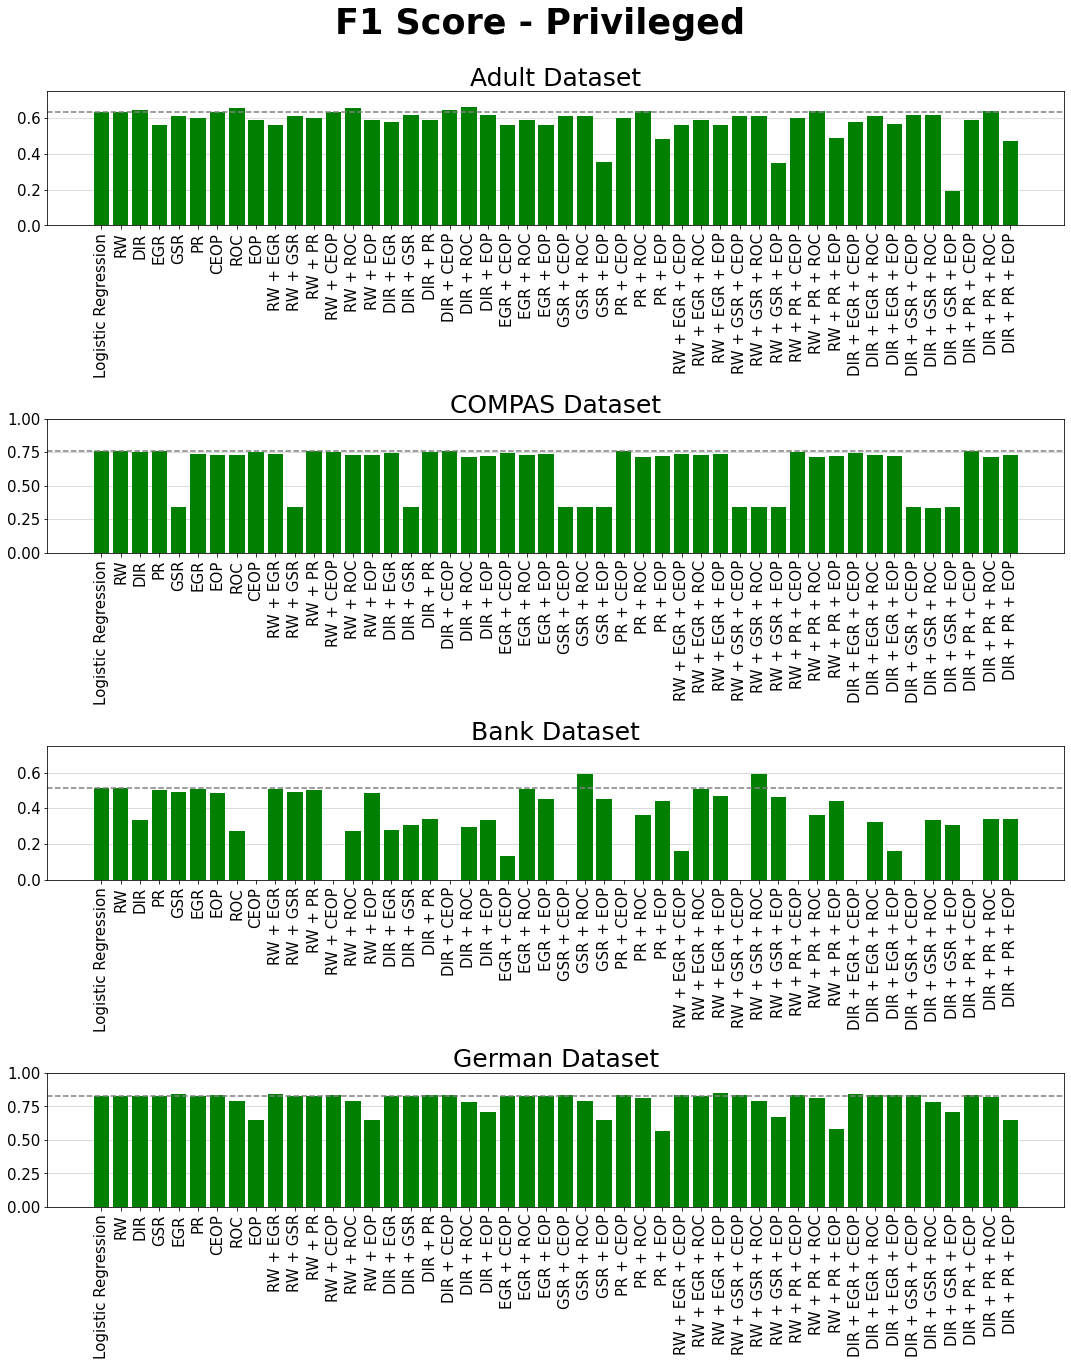 F1 Score - Privileged
Adult Dataset
0.6
0.4
0.2
0.0
Logistic Regression
RW
DIR
EGR
GSR
PR
CEOP
ROC
EOP
RW + EGR
RW + GSR
RW + PR
RW + CEOP
RW + ROC
RW + EOP
DIR + EGR
DIR + GSR
DIR + PR
DIR + CEOP
DIR + ROC
DIR + EOP
EGR + CEOP
EGR + ROC
EGR + EOP
GSR + CEOP
GSR + ROC
GSR + EOP
PR + CEOP
PR + ROC
PR + EOP
RW + EGR + CEOP
RW + EGR + ROC
RW + EGR + EOP
RW + GSR + CEOP
RW + GSR + ROC
RW + GSR + EOP
RW + PR + CEOP
RW + PR + ROC
RW + PR + EOP
DIR + EGR + CEOP
DIR + EGR + ROC
DIR + EGR + EOP
DIR + GSR + CEOP
DIR + GSR + ROC
DIR + GSR + EOP
DIR + PR + CEOP
DIR + PR + ROC
DIR + PR + EOP
COMPAS Dataset
1.00
0.75
0.50
0.25
0.00
Logistic Regression
RW
DIR
PR
GSR
EGR
EOP
ROC
CEOP
RW + EGR
RW + GSR
RW + PR
RW + CEOP
RW + ROC
RW + EOP
DIR + EGR
DIR + GSR
DIR + PR
DIR + CEOP
DIR + ROC
DIR + EOP
EGR + CEOP
EGR + ROC
EGR + EOP
GSR + CEOP
GSR + ROC
GSR + EOP
PR + CEOP
PR + ROC
PR + EOP
RW + EGR + CEOP
RW + EGR + ROC
RW + EGR + EOP
RW + GSR + CEOP
RW + GSR + ROC
RW + GSR + EOP
RW + PR + CEOP
RW + PR + ROC
RW + PR + EOP
DIR + EGR + CEOP
DIR + EGR + ROC
DIR + EGR + EOP
DIR + GSR + CEOP
DIR + GSR + ROC
DIR + GSR + EOP
DIR + PR + CEOP
DIR + PR + ROC
DIR + PR + EOP
Bank Dataset
0.6
0.4
0.2
0.0
Logistic Regression
RW
DIR
PR
GSR
EGR
EOP
ROC
CEOP
RW + EGR
RW + GSR
RW + PR
RW + CEOP
RW + ROC
RW + EOP
DIR + EGR
DIR + GSR
DIR + PR
DIR + CEOP
DIR + ROC
DIR + EOP
EGR + CEOP
EGR + ROC
EGR + EOP
GSR + CEOP
GSR + ROC
GSR + EOP
PR + CEOP
PR + ROC
PR + EOP
RW + EGR + CEOP
RW + EGR + ROC
RW + EGR + EOP
RW + GSR + CEOP
RW + GSR + ROC
RW + GSR + EOP
RW + PR + CEOP
RW + PR + ROC
RW + PR + EOP
DIR + EGR + CEOP
DIR + EGR + ROC
DIR + EGR + EOP
DIR + GSR + CEOP
DIR + GSR + ROC
DIR + GSR + EOP
DIR + PR + CEOP
DIR + PR + ROC
DIR + PR + EOP
German Dataset
1.00
0.75
0.50
0.25
0.00
Logistic Regression
RW
DIR
GSR
EGR
PR
CEOP
ROC
EOP
RW + EGR
RW + GSR
RW + PR
RW + CEOP
RW + ROC
RW + EOP
DIR + EGR
DIR + GSR
DIR + PR
DIR + CEOP
DIR + ROC
DIR + EOP
EGR + CEOP
EGR + ROC
EGR + EOP
GSR + CEOP
GSR + ROC
GSR + EOP
PR + CEOP
PR + ROC
PR + EOP
RW + EGR + CEOP
RW + EGR + ROC
RW + EGR + EOP
RW + GSR + CEOP
RW + GSR + ROC
RW + GSR + EOP
RW + PR + CEOP
RW + PR + ROC
RW + PR + EOP
DIR + EGR + CEOP
DIR + EGR + ROC
DIR + EGR + EOP
DIR + GSR + CEOP
DIR + GSR + ROC
DIR + GSR + EOP
DIR + PR + CEOP
DIR + PR + ROC
DIR + PR + EOP